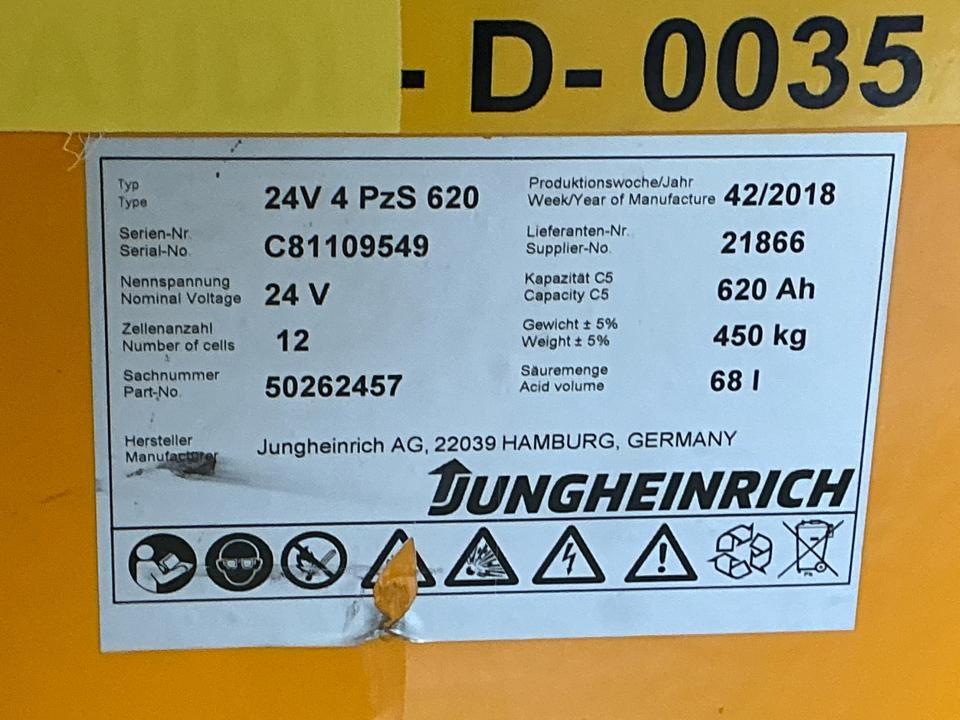 - D- 0035
Typ
Type
24V 4 PzS 620
Produktionswoche/Jahr
Week/Year of Manufacture
42/2018
Serien-Nr.
Serial-No.
C81109549
Lieferanten-Nr.
Supplier-No.
21866
Nennspannung
Nominal Voltage
24 V
Kapazität C5
Capacity C5
620 Ah
Zellenanzahl
Number of cells
12
Gewicht ± 5%
Weight ± 5%
450 kg
Sachnummer
Part-No.
50262457
Säuremenge
Acid volume
68 l
Hersteller
Manufacturer
Jungheinrich AG, 22039 HAMBURG, GERMANY
JUNGHEINRICH